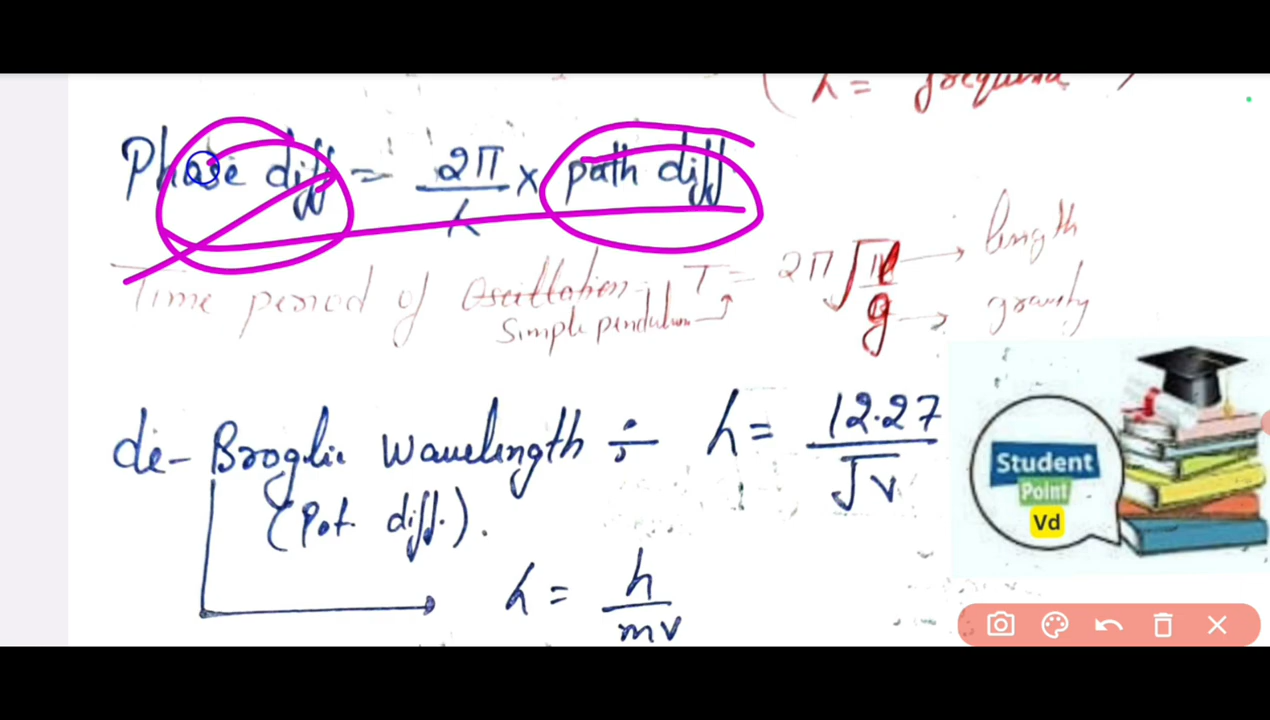 λ = frequen
Phase diff = 2π/λ × path diff
Time period of Oscillation T = 2π√l/g → length
Simple pendulum → gravity
de-Broglie wavelength ÷ λ = 12.27/√V
(Pot. diff.).
λ = h/mv
Student
Point
Vd